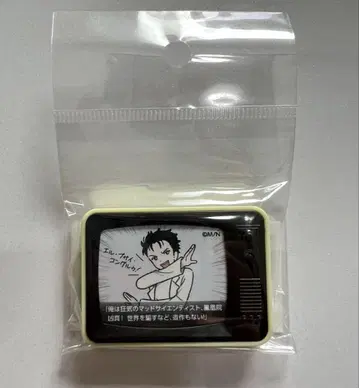 ©M/N
エル・プサイ・
コングルゥ!
「俺は狂気のマッドサイエンティスト、鳳凰院
凶真! 世界を騙すなど、造作もない!!」